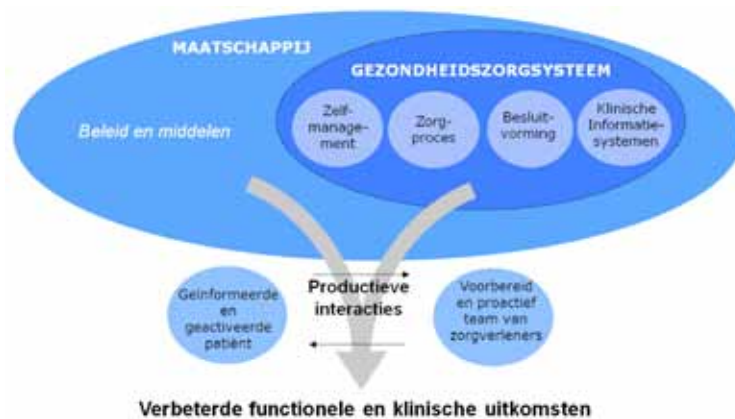 MAATSCHAPPIJ
GEZONDHEIDSZORGSYSTEEM
Beleid en middelen
Zelf-
manage-
ment
Zorg-
proces
Besluit-
vorming
Klinische
Informatie-
systemen
Geïnformeerde
en
geactiveerde
patiënt
Productieve
interacties
Voorbereid
en proactief
team van
zorgverleners
Verbeterde functionele en klinische uitkomsten